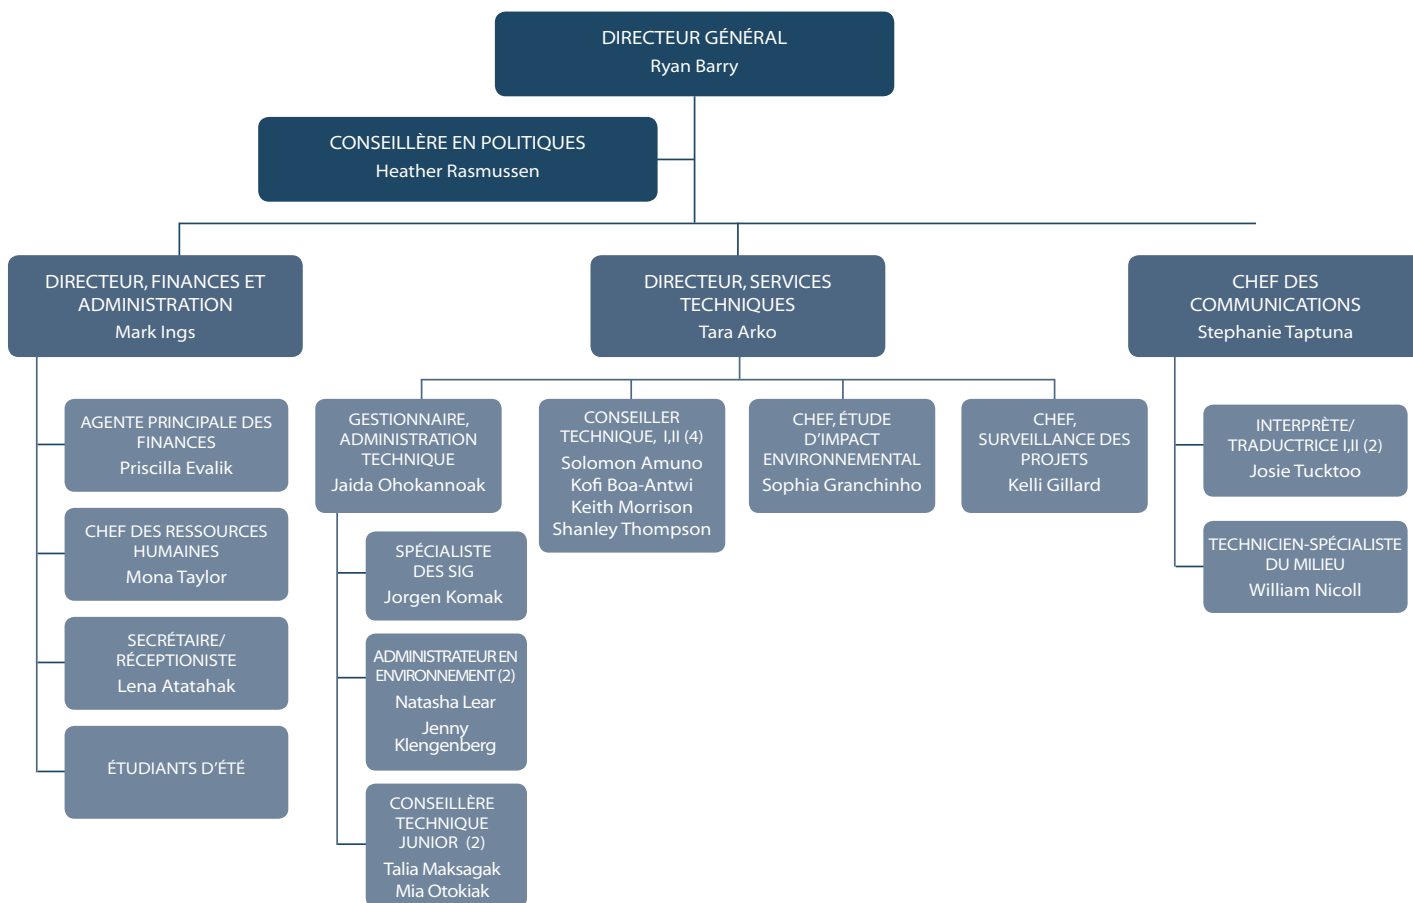 DIRECTEUR GÉNÉRAL
Ryan Barry
CONSEILLÈRE EN POLITIQUES
Heather Rasmussen
DIRECTEUR, FINANCES ET
ADMINISTRATION
Mark Ings
DIRECTEUR, SERVICES
TECHNIQUES
Tara Arko
CHEF DES
COMMUNICATIONS
Stephanie Taptuna
AGENTE PRINCIPALE DES
FINANCES
Priscilla Evalik
CHEF DES RESSOURCES
HUMAINES
Mona Taylor
SECRÉTAIRE/
RÉCEPTIONISTE
Lena Atatahak
ÉTUDIANTS D'ÉTÉ
GESTIONNAIRE,
ADMINISTRATION
TECHNIQUE
Jaida Ohokannoak
SPÉCIALISTE
DES SIG
Jorgen Komak
ADMINISTRATEUR EN
ENVIRONNEMENT (2)
Natasha Lear
Jenny
Klengenberg
CONSEILLÈRE
TECHNIQUE
JUNIOR (2)
Talia Maksagak
Mia Otokiak
CONSEILLER
TECHNIQUE, I,II (4)
Solomon Amuno
Kofi Boa-Antwi
Keith Morrison
Shanley Thompson
CHEF, ÉTUDE
D'IMPACT
ENVIRONNEMENTAL
Sophia Granchinho
CHEF,
SURVEILLANCE DES
PROJETS
Kelli Gillard
INTERPRÈTE/
TRADUCTRICE I,II (2)
Josie Tucktoo
TECHNICIEN-SPÉCIALISTE
DU MILIEU
William Nicoll